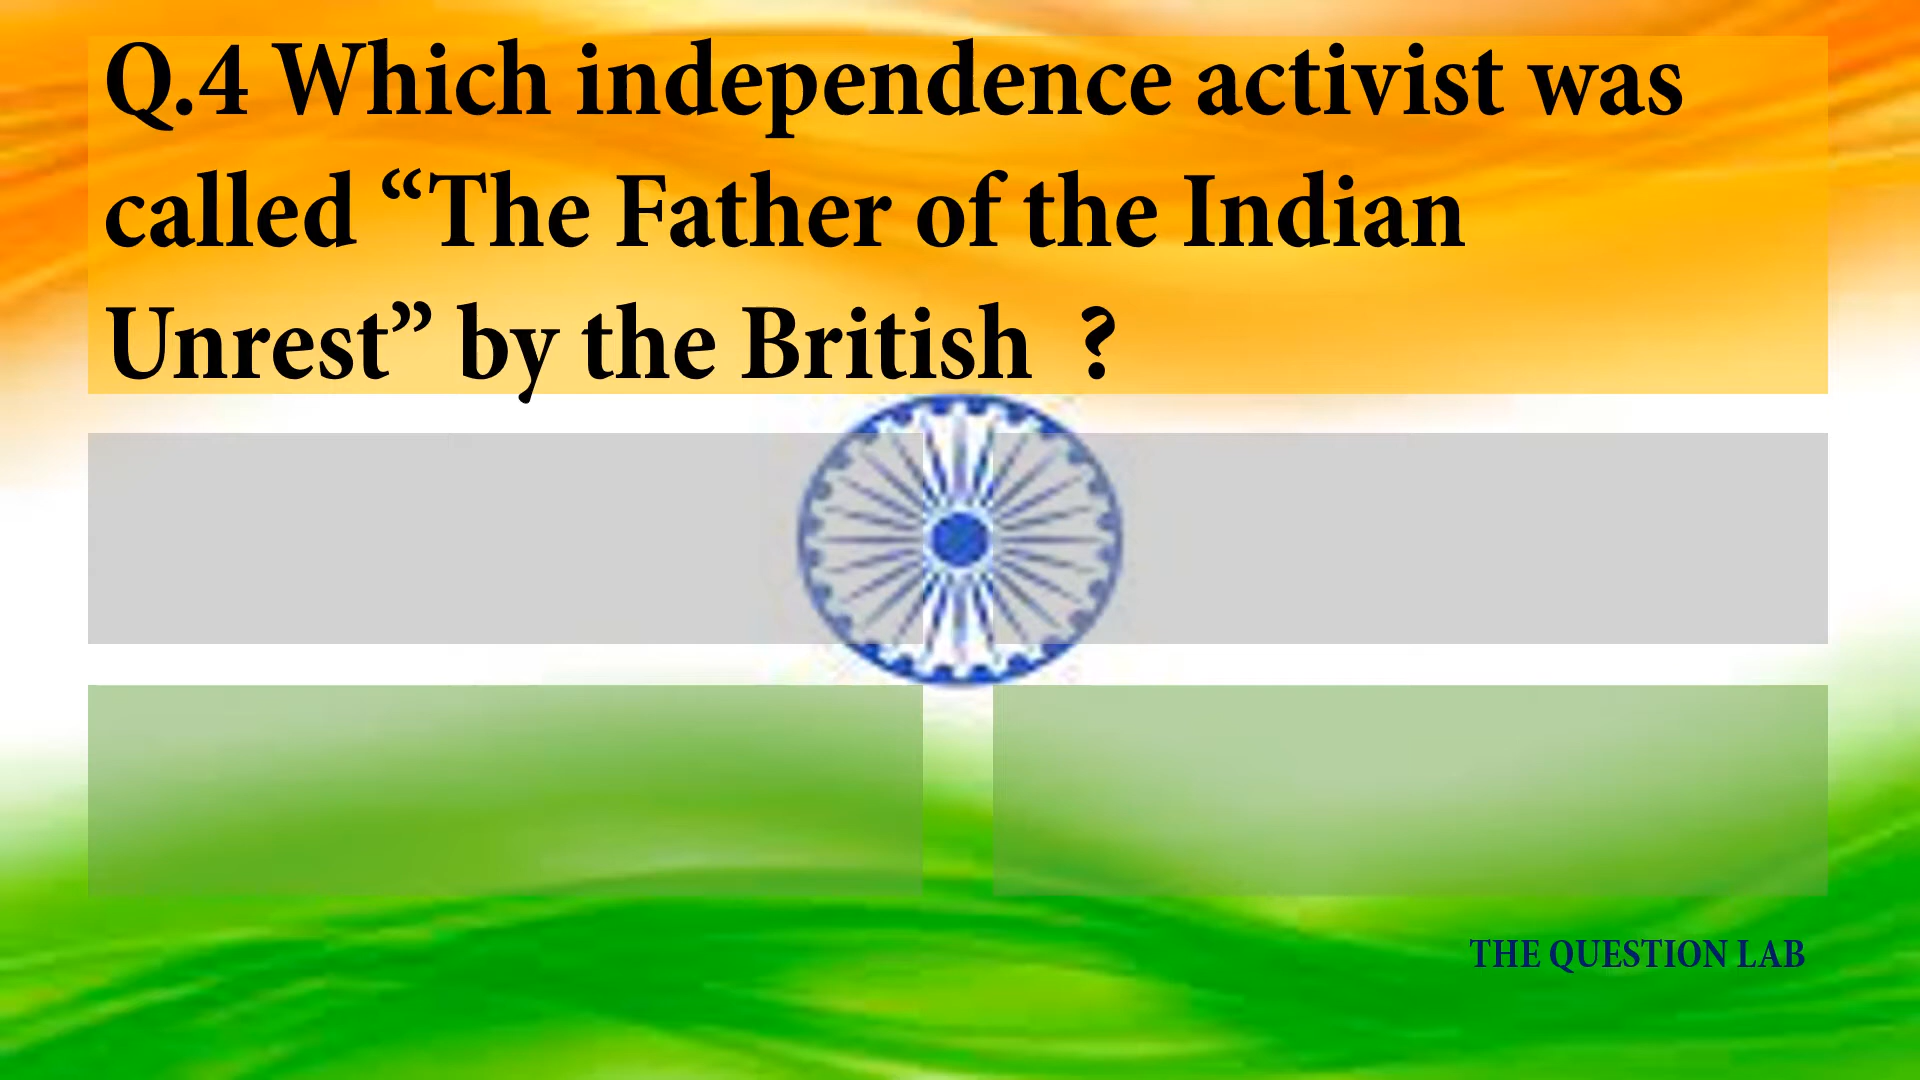 Q.4 Which independence activist was
called “The Father of the Indian
Unrest” by the British  ?
THE QUESTION LAB